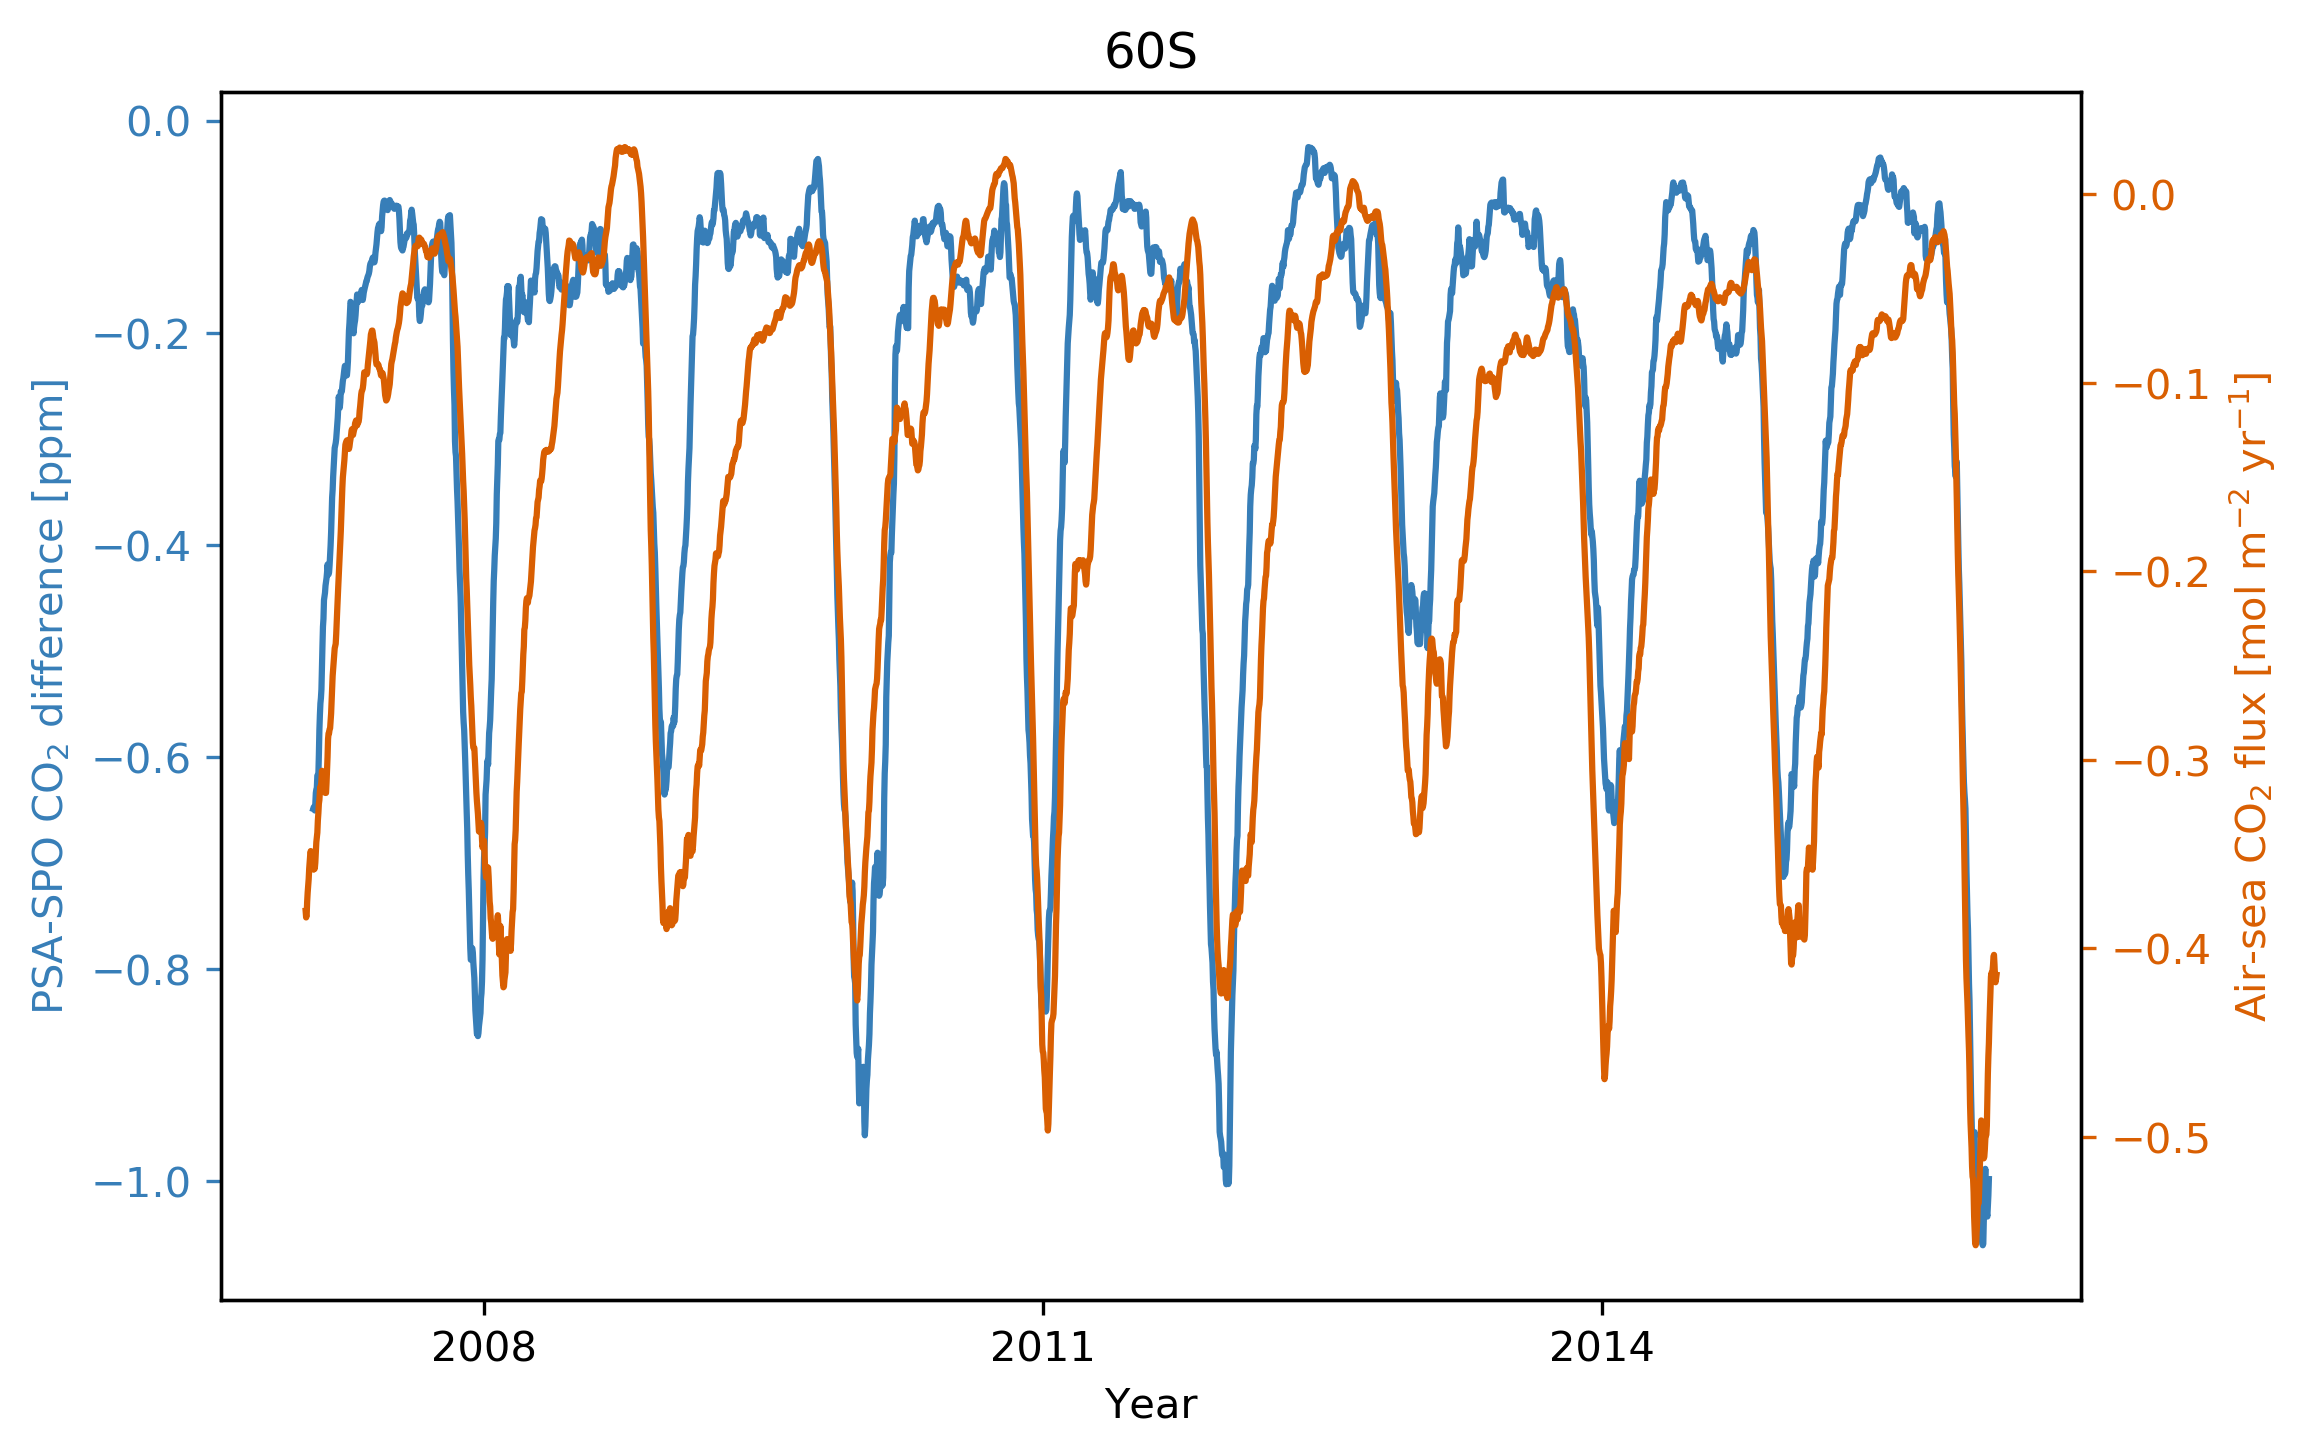 60S
PSA-SPO CO₂ difference [ppm]
0.0
−0.2
−0.4
−0.6
−0.8
−1.0
0.0
−0.1
−0.2
−0.3
−0.4
−0.5
Air-sea CO₂ flux [mol m⁻² yr⁻¹]
2008 2011 2014
Year